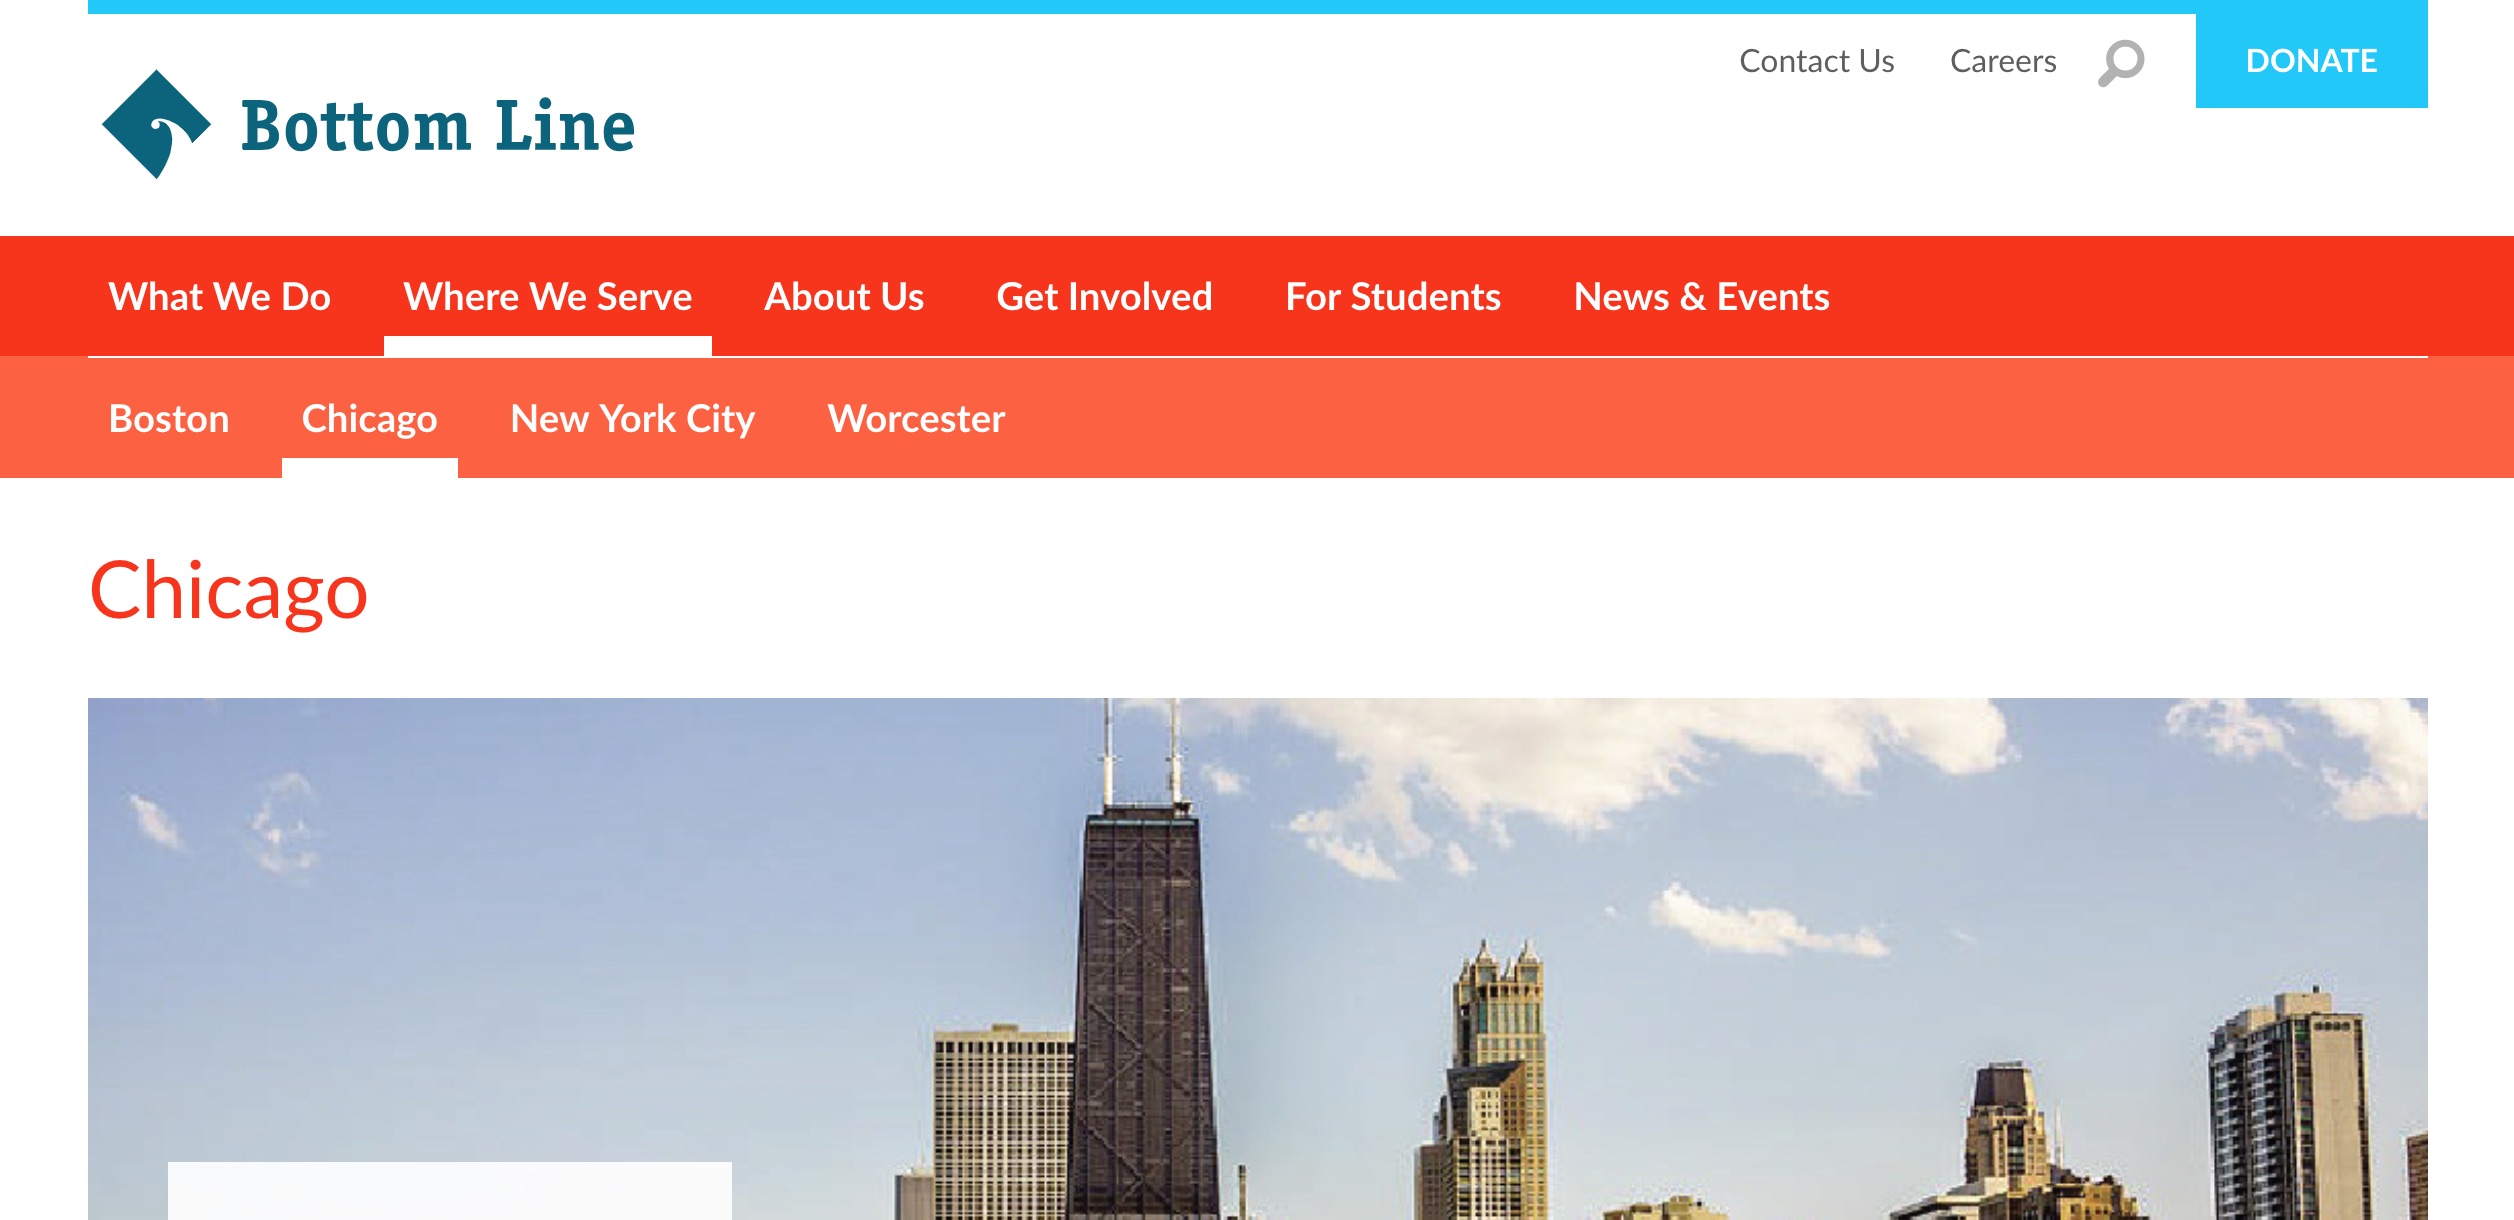 Contact Us Careers DONATE
Bottom Line
What We Do Where We Serve About Us Get Involved For Students News & Events
Boston Chicago New York City Worcester
Chicago